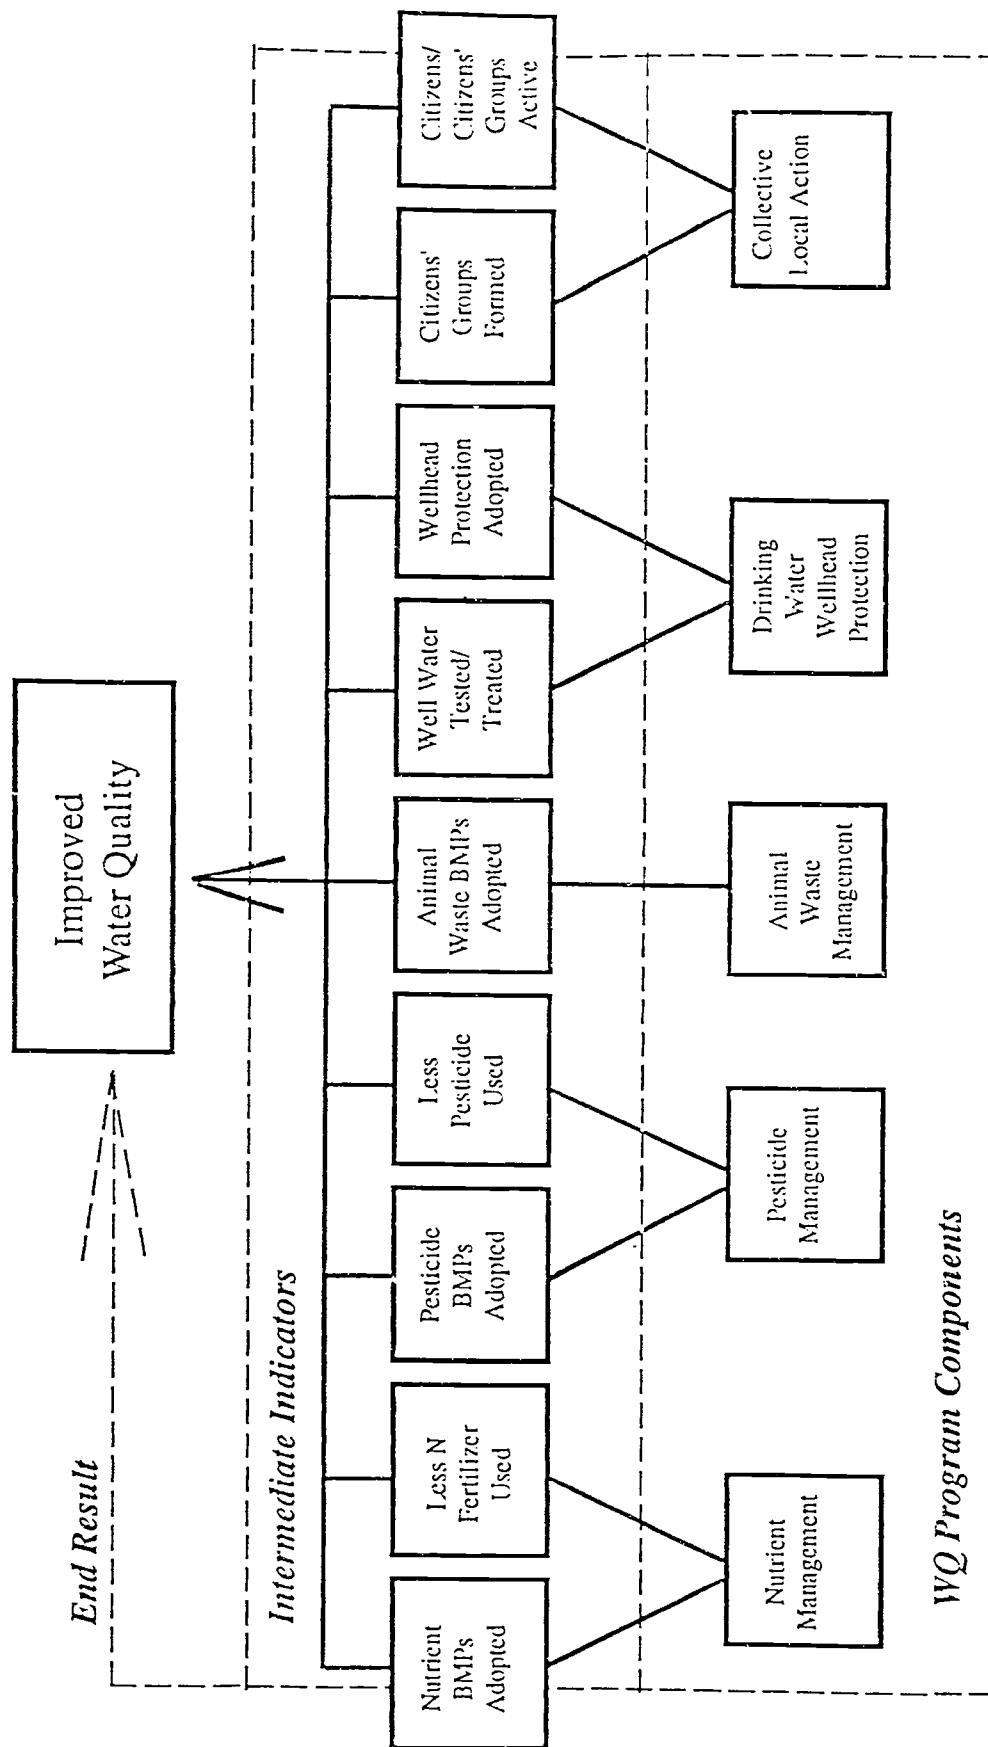 End Result
Improved
Water Quality
Intermediate Indicators
Nutrient
BMPs
Adopted
Less N
Fertilizer
Used
Pesticide
BMPs
Adopted
Less
Pesticide
Used
Animal
Waste BMPs
Adopted
Well Water
Tested/
Treated
Wellhead
Protection
Adopted
Citizens'
Groups
Formed
Citizens/
Citizens'
Groups
Active
Nutrient
Management
Pesticide
Management
Animal
Waste
Management
Drinking
Water
Wellhead
Protection
Collective
Local Action
WQ Program Components